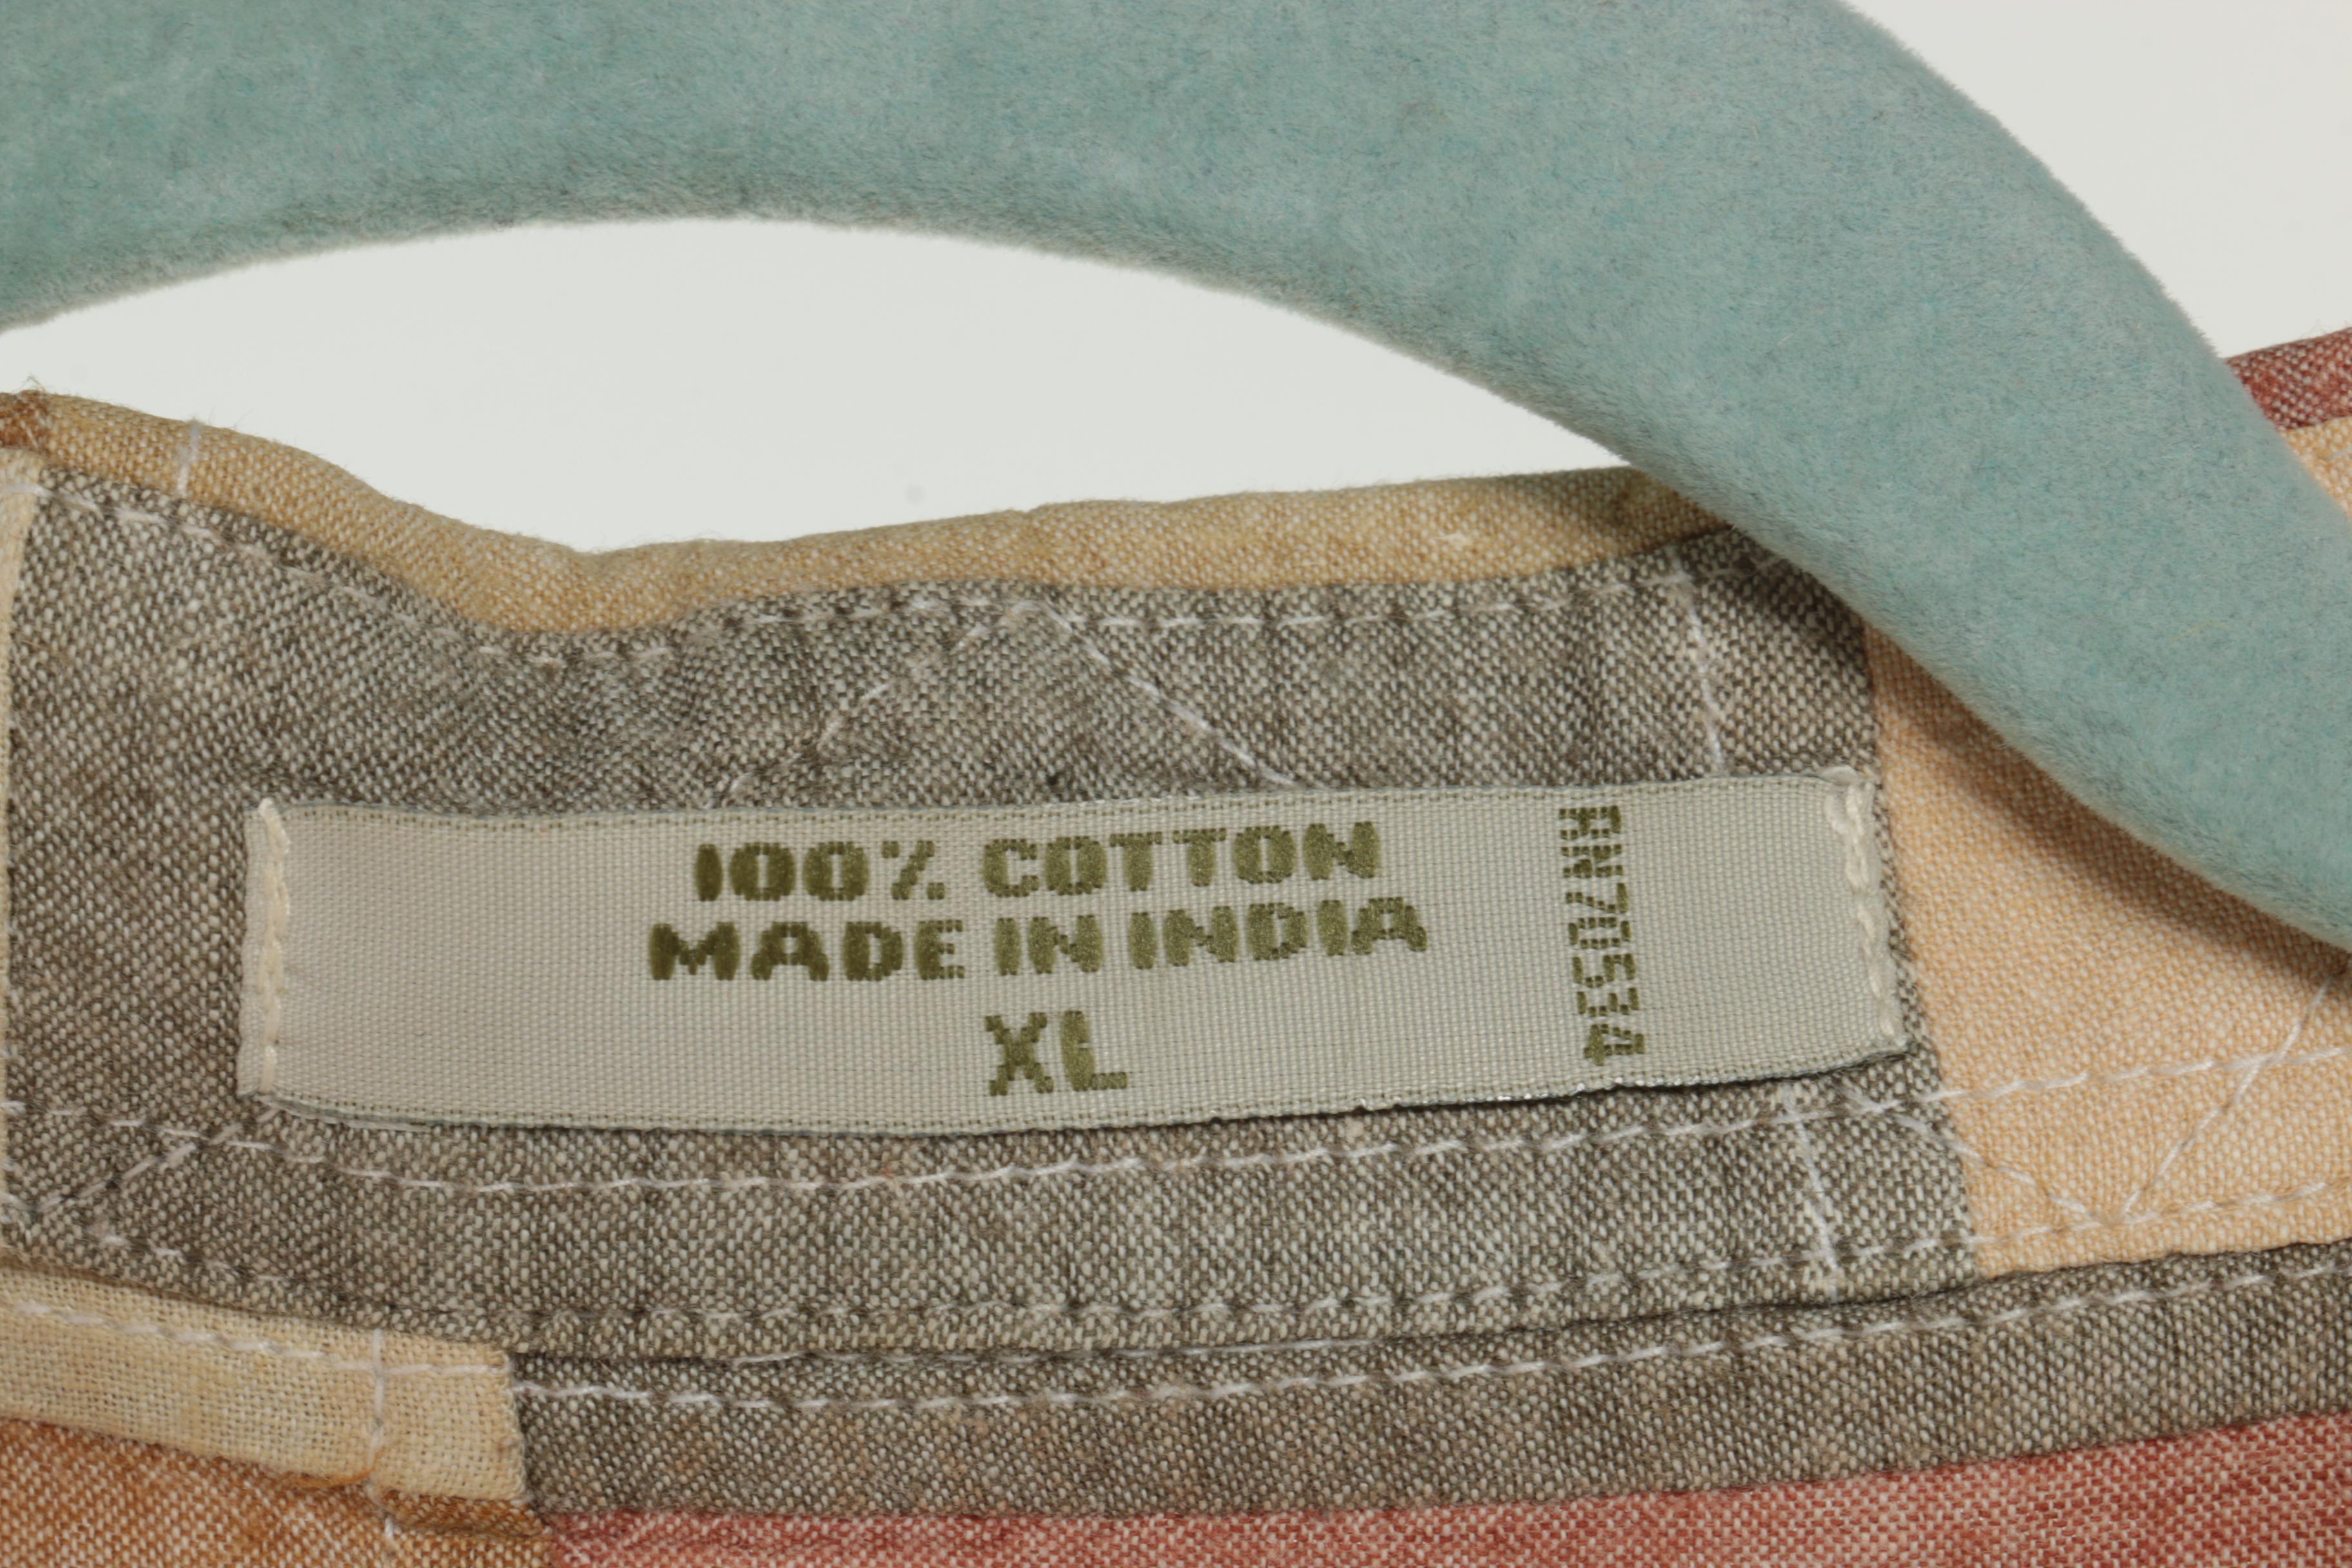 100% COTTON
MADE IN INDIA
XL
RN70534